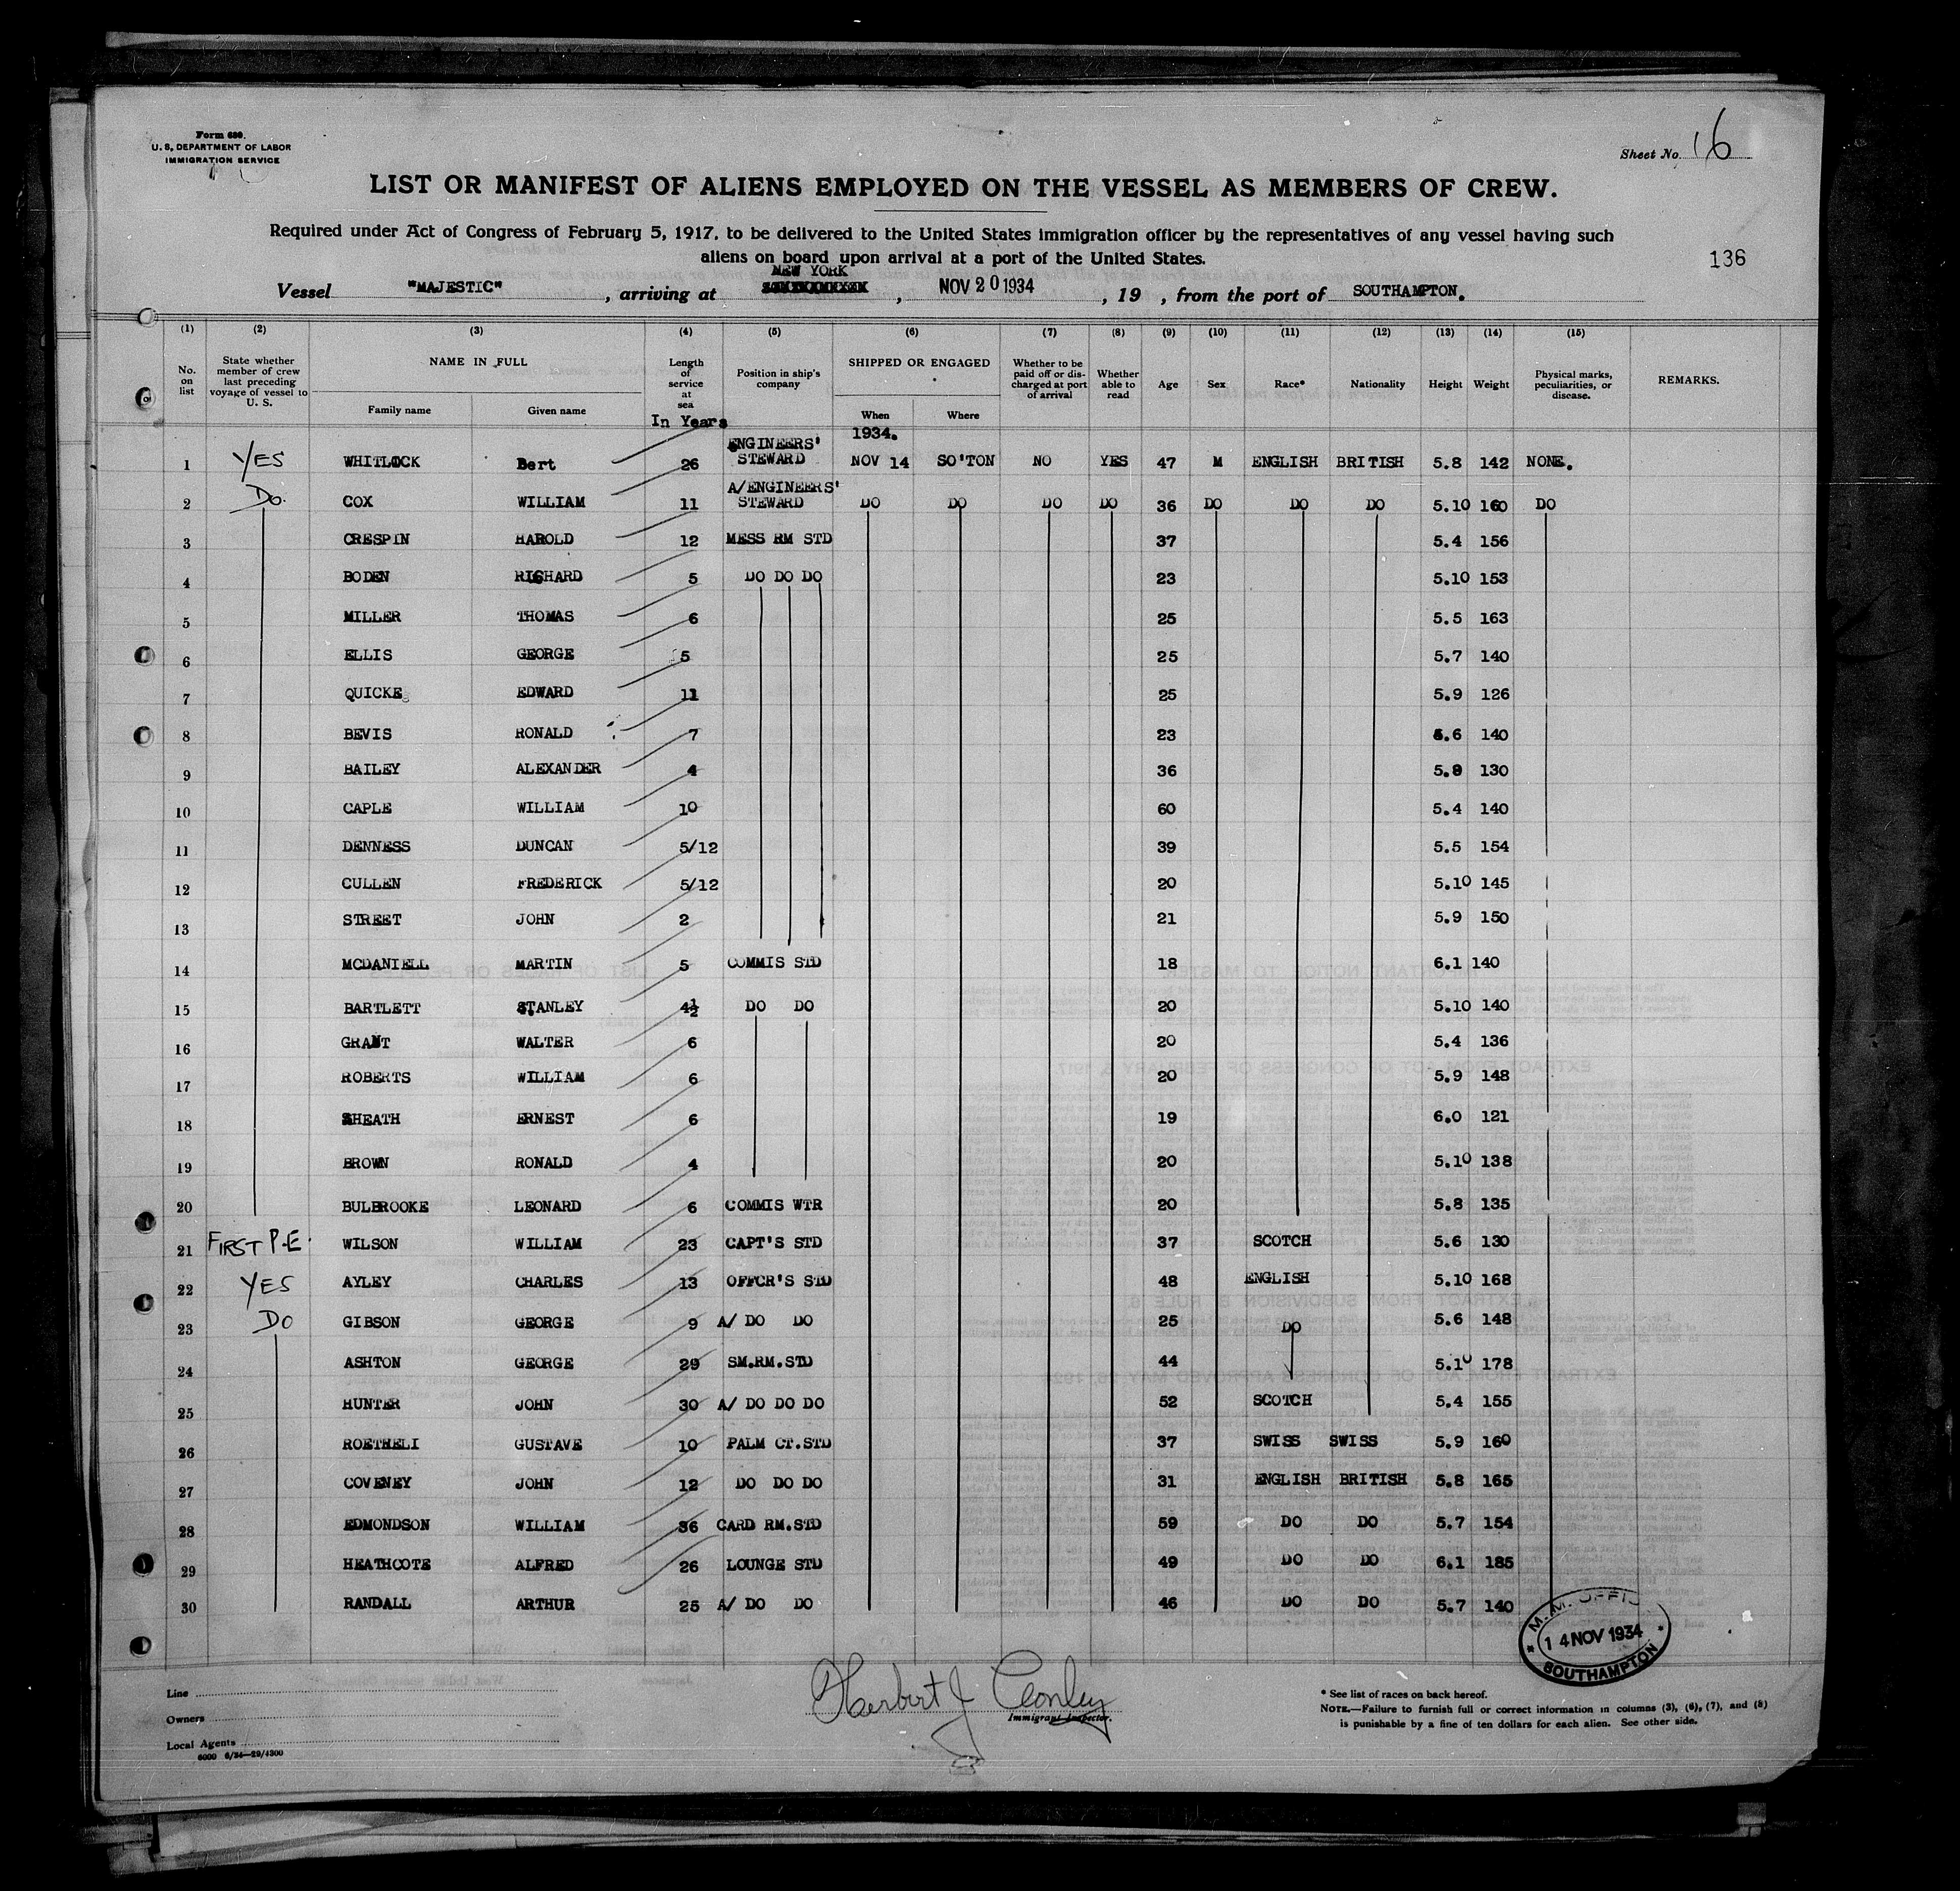 Form 689.
U. S. DEPARTMENT OF LABOR
IMMIGRATION SERVICE
Sheet No. 16
LIST OR MANIFEST OF ALIENS EMPLOYED ON THE VESSEL AS MEMBERS OF CREW.
Required under Act of Congress of February 5, 1917, to be delivered to the United States immigration officer by the representatives of any vessel having such
aliens on board upon arrival at a port of the United States.
136
NEW YORK
Vessel "MAJESTIC", arriving at , NOV 20 1934, 19 , from the port of SOUTHAMPTON.
(1) (2) (3) (4) (5) (6) (7) (8) (9) (10) (11) (12) (13) (14) (15)
No. on list
State whether member of crew last preceding voyage of vessel to U. S.
NAME IN FULL
Family name Given name
Length of service at sea
In Years
Position in ship's company
SHIPPED OR ENGAGED
When Where
1934.
Whether to be paid off or discharged at port of arrival
Whether able to read
Age Sex Race* Nationality Height Weight
Physical marks, peculiarities, or disease.
REMARKS.
1 YES WHITLOCK Bert 26 ENGINEERS' STEWARD NOV 14 SO'TON NO YES 47 M ENGLISH BRITISH 5.8 142 NONE.
2 Do. COX WILLIAM 11 A/ENGINEERS' STEWARD DO DO DO DO 36 DO DO DO 5.10 160 DO
3 CRESPIN HAROLD 12 MESS RM STD 37 5.4 156
4 BODEN RICHARD 5 DO DO DO 23 5.10 153
5 MILLER THOMAS 6 25 5.5 163
6 ELLIS GEORGE 5 25 5.7 140
7 QUICKE EDWARD 11 25 5.9 126
8 BEVIS RONALD 7 23 5.6 140
9 BAILEY ALEXANDER 4 36 5.8 130
10 CAPLE WILLIAM 10 60 5.4 140
11 DENNESS DUNCAN 5/12 39 5.5 154
12 CULLEN FREDERICK 5/12 20 5.10 145
13 STREET JOHN 2 21 5.9 150
14 MCDANIELL MARTIN 5 COMMIS STD 18 6.1 140
15 BARTLETT STANLEY 4½ DO DO 20 5.10 140
16 GRANT WALTER 6 20 5.4 136
17 ROBERTS WILLIAM 6 20 5.9 148
18 SHEATH ERNEST 6 19 6.0 121
19 BROWN RONALD 4 20 5.10 138
20 BULBROOKE LEONARD 6 COMMIS WTR 20 5.8 135
21 FIRST P.E. WILSON WILLIAM 23 CAPT'S STD 37 SCOTCH 5.6 130
22 YES AYLEY CHARLES 13 OFFCR'S STD 48 ENGLISH 5.10 168
23 DO GIBSON GEORGE 9 A/ DO DO 25 DO 5.6 148
24 ASHTON GEORGE 29 SM.RM.STD 44 5.10 178
25 HUNTER JOHN 30 A/ DO DO DO 52 SCOTCH 5.4 155
26 ROETHELI GUSTAVE 10 PALM CT.STD 37 SWISS SWISS 5.9 160
27 COVENEY JOHN 12 DO DO DO 31 ENGLISH BRITISH 5.8 165
28 EDMONDSON WILLIAM 36 CARD RM.STD 59 DO DO 5.7 154
29 HEATHCOTE ALFRED 26 LOUNGE STD 49 DO DO 6.1 185
30 RANDALL ARTHUR 25 A/ DO DO 46 DO DO 5.7 140
M.M. OFFICE
14 NOV 1934
SOUTHAMPTON
Line
Owners
Local Agents
6000 6/34—29/4300
Herbert J
Immigrant Inspector.
* See list of races on back hereof.
NOTE.—Failure to furnish full or correct information in columns (3), (6), (7), and (8)
is punishable by a fine of ten dollars for each alien. See other side.